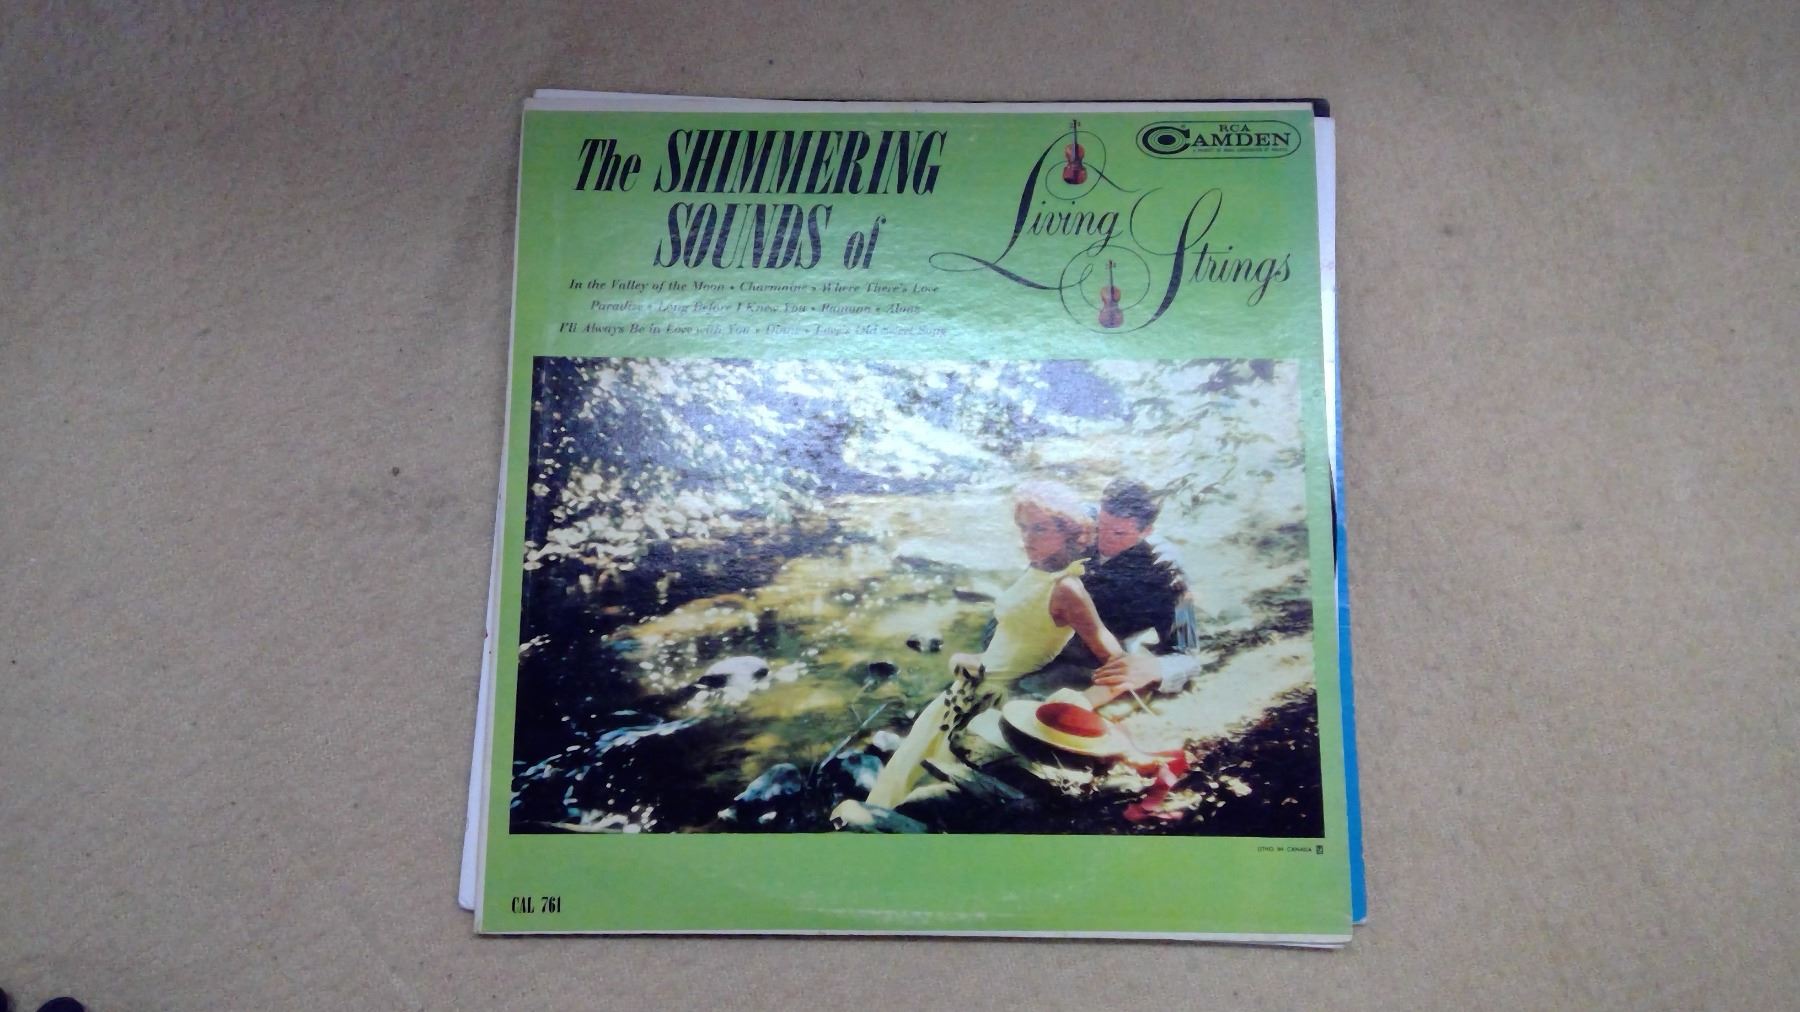 The SHIMMERING
SOUNDS of
Living Strings
RCA
CAMDEN
In the Valley of the Moon • Charmaine • Where There's Love
Paradise • Long Before I Knew You • Ramona • Alone
I'll Always Be in Love with You • Diane • Love's Old Sweet Song
LITHO IN CANADA
CAL 761